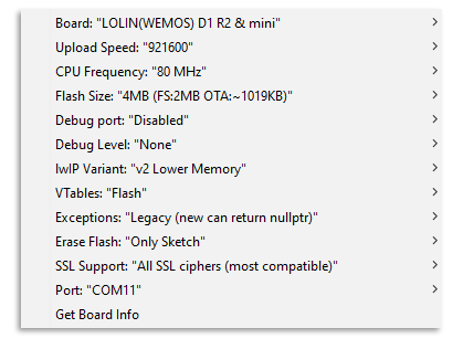 Board: "LOLIN(WEMOS) D1 R2 & mini"
Upload Speed: "921600"
CPU Frequency: "80 MHz"
Flash Size: "4MB (FS:2MB OTA:~1019KB)"
Debug port: "Disabled"
Debug Level: "None"
lwIP Variant: "v2 Lower Memory"
VTables: "Flash"
Exceptions: "Legacy (new can return nullptr)"
Erase Flash: "Only Sketch"
SSL Support: "All SSL ciphers (most compatible)"
Port: "COM11"
Get Board Info